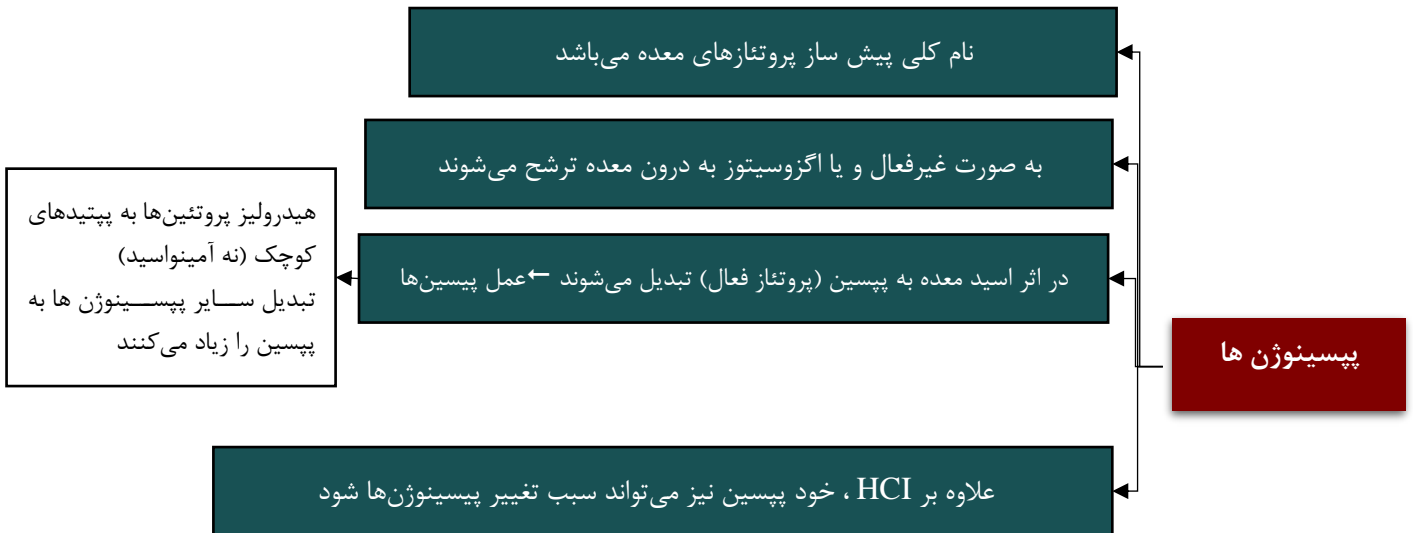 نام کلی پیش ساز پروتئازهای معده می‌باشد
به صورت غیرفعال و یا اگزوسیتوز به درون معده ترشح می‌شوند
در اثر اسید معده به پپسین (پروتئاز فعال) تبدیل می‌شوند ←عمل پپسین‌ها
هیدرولیز پروتئین‌ها به پپتیدهای
کوچک (نه آمینواسید)
تبدیل ســایر پپســینوژن ها به
پپسین را زیاد می‌کنند
پپسینوژن ها
علاوه بر HCI ، خود پپسین نیز می‌تواند سبب تغییر پپسینوژن‌ها شود